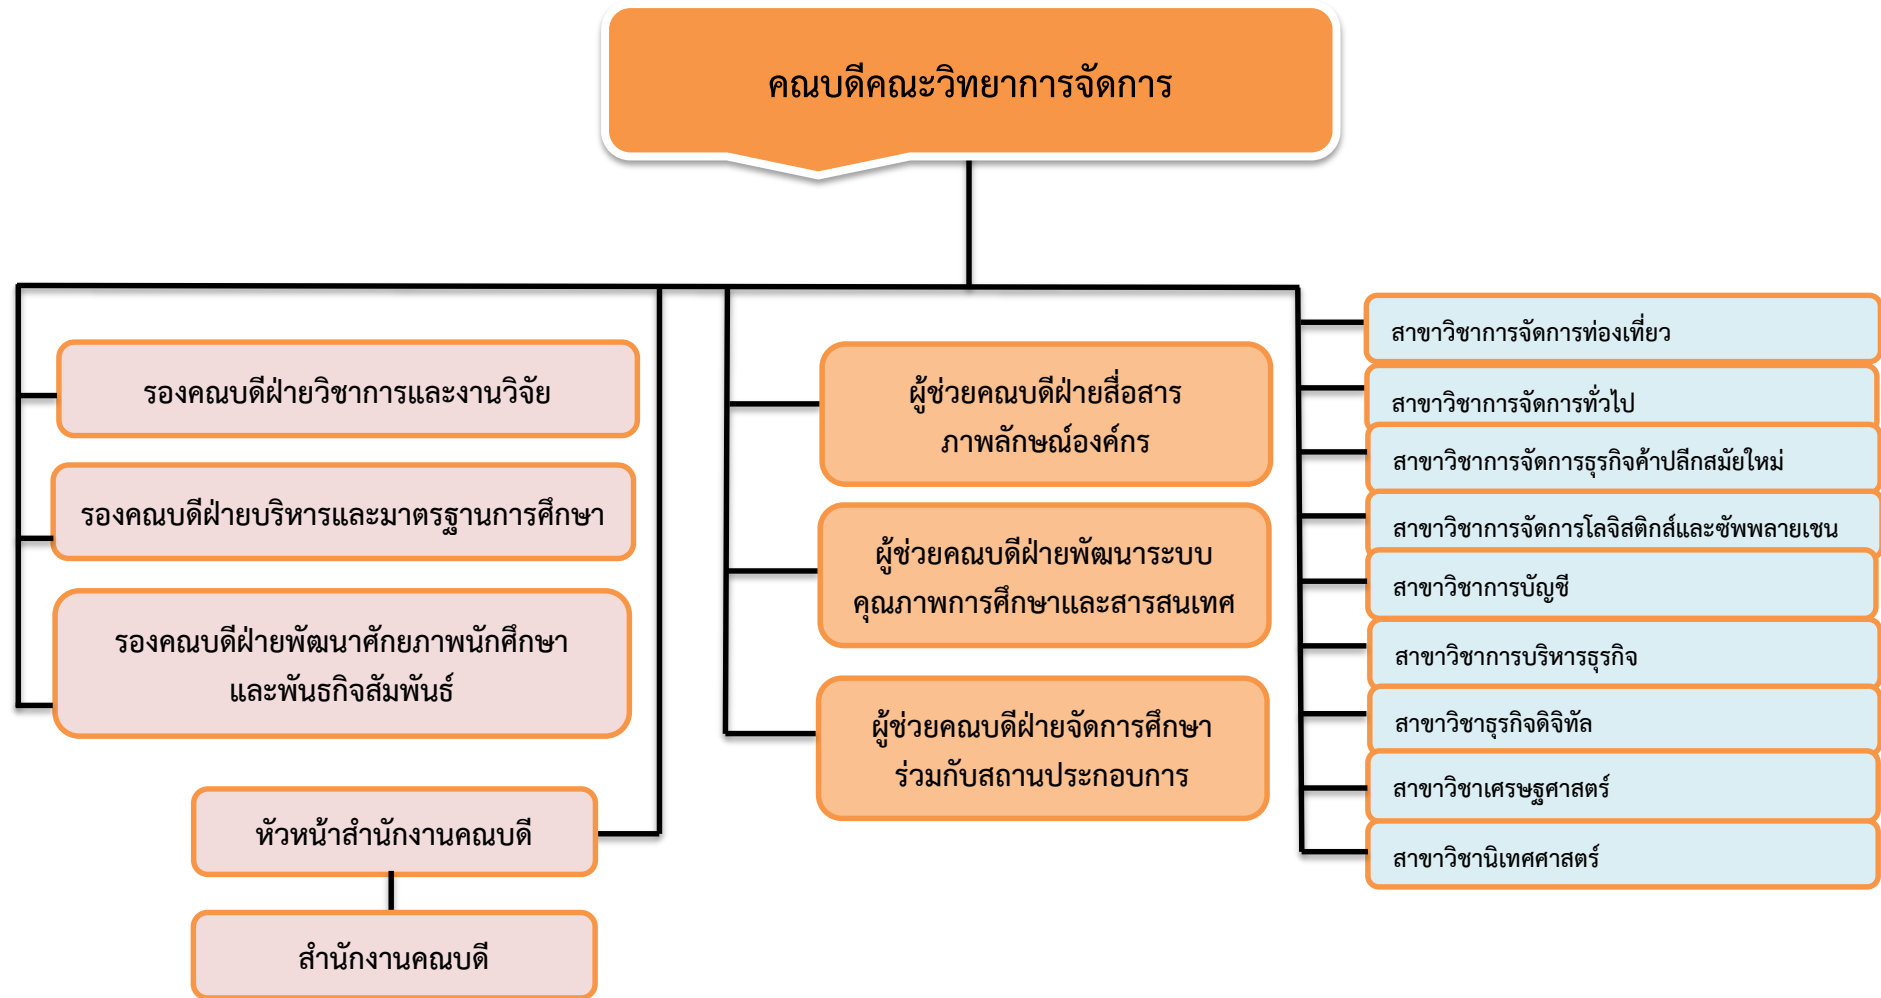 คณบดีคณะวิทยาการจัดการ
รองคณบดีฝ่ายวิชาการและงานวิจัย
รองคณบดีฝ่ายบริหารและมาตรฐานการศึกษา
รองคณบดีฝ่ายพัฒนาศักยภาพนักศึกษา
และพันธกิจสัมพันธ์
หัวหน้าสำนักงานคณบดี
สำนักงานคณบดี
ผู้ช่วยคณบดีฝ่ายสื่อสาร
ภาพลักษณ์องค์กร
ผู้ช่วยคณบดีฝ่ายพัฒนาระบบ
คุณภาพการศึกษาและสารสนเทศ
ผู้ช่วยคณบดีฝ่ายจัดการศึกษา
ร่วมกับสถานประกอบการ
สาขาวิชาการจัดการท่องเที่ยว
สาขาวิชาการจัดการทั่วไป
สาขาวิชาการจัดการธุรกิจค้าปลีกสมัยใหม่
สาขาวิชาการจัดการโลจิสติกส์และซัพพลายเชน
สาขาวิชาการบัญชี
สาขาวิชาการบริหารธุรกิจ
สาขาวิชาธุรกิจดิจิทัล
สาขาวิชาเศรษฐศาสตร์
สาขาวิชานิเทศศาสตร์